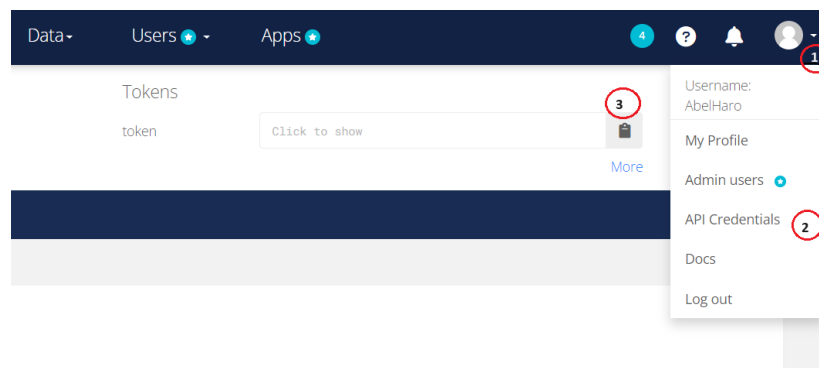 Data Users Apps 4 ?
1
Tokens
3
Username:
AbelHaro
token Click to show
My Profile
More
Admin users
API Credentials
2
Docs
Log out